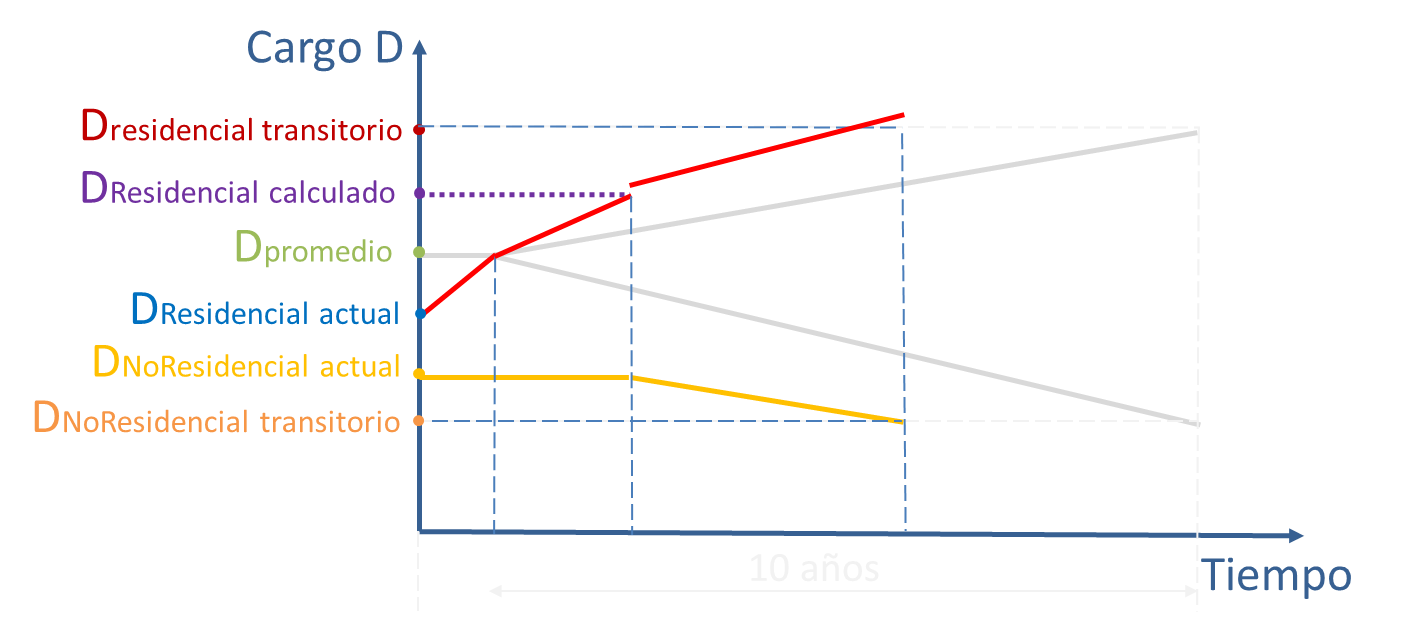 Cargo D
Dresidencial transitorio
DResidencial calculado
Dpromedio
DResidencial actual
DNoResidencial actual
DNoResidencial transitorio
10 años
Tiempo